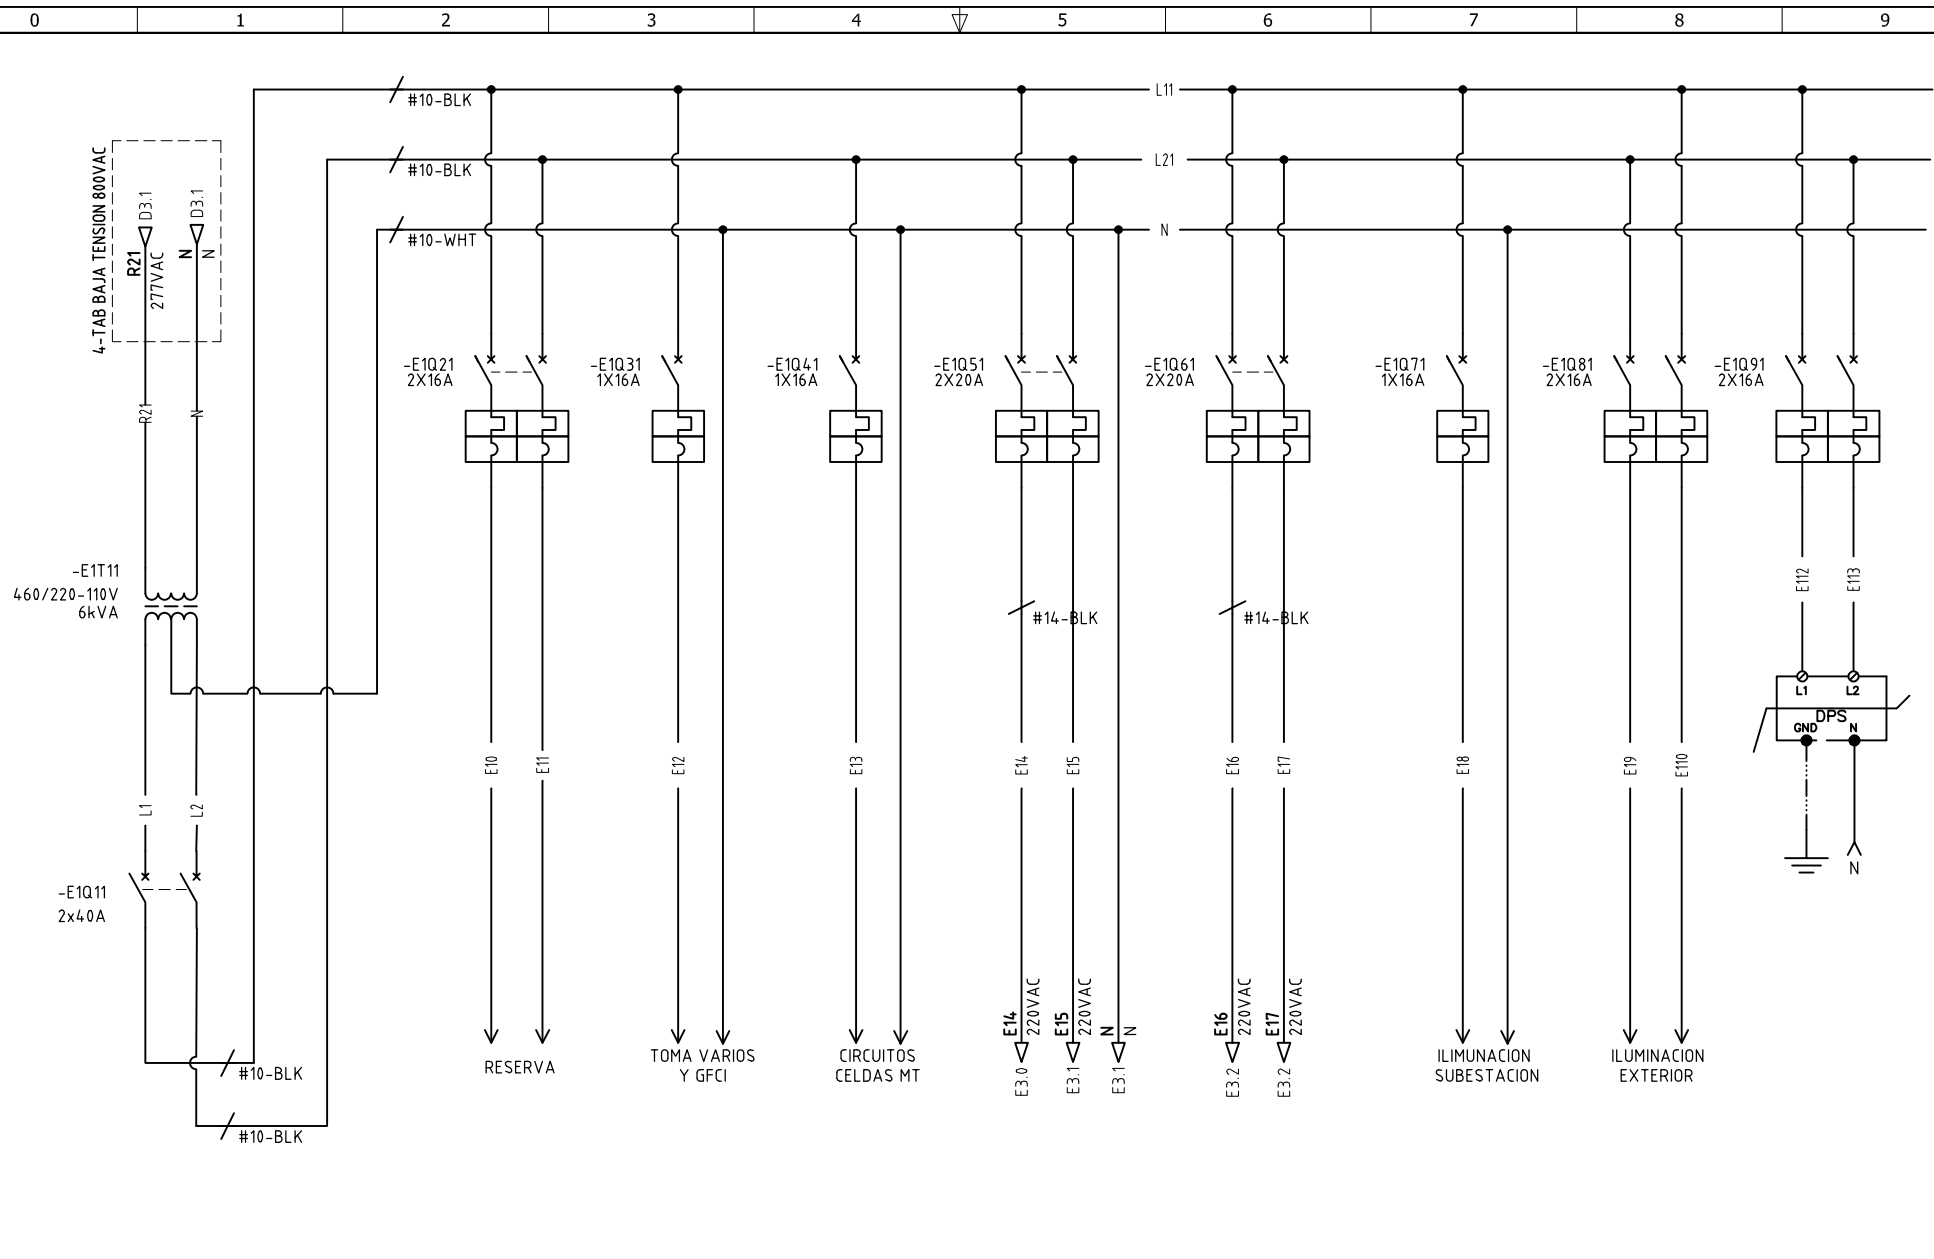 0 1 2 3 4 5 6 7 8 9
#10-BLK
L11
#10-BLK
L21
#10-WHT
N
4-TAB BAJA TENSION 800VAC
D3.1
D3.1
R21
277VAC
N
N
R21
N
-E1Q21
2X16A
-E1Q31
1X16A
-E1Q41
1X16A
-E1Q51
2X20A
-E1Q61
2X20A
-E1Q71
1X16A
-E1Q81
2X16A
-E1Q91
2X16A
-E1T11
460/220-110V
6kVA
#14-BLK
#14-BLK
E112
E113
L1
L2
DPS
GND
N
N
E10
E11
E12
E13
E14
E15
E16
E17
E18
E19
E110
L1
L2
-E1Q11
2x40A
#10-BLK
#10-BLK
RESERVA
TOMA VARIOS
Y GFCI
CIRCUITOS
CELDAS MT
E14
220VAC
E3.0
E15
220VAC
E3.1
N
N
E3.1
E16
220VAC
E3.2
E17
220VAC
E3.2
ILIMUNACION
SUBESTACION
ILUMINACION
EXTERIOR